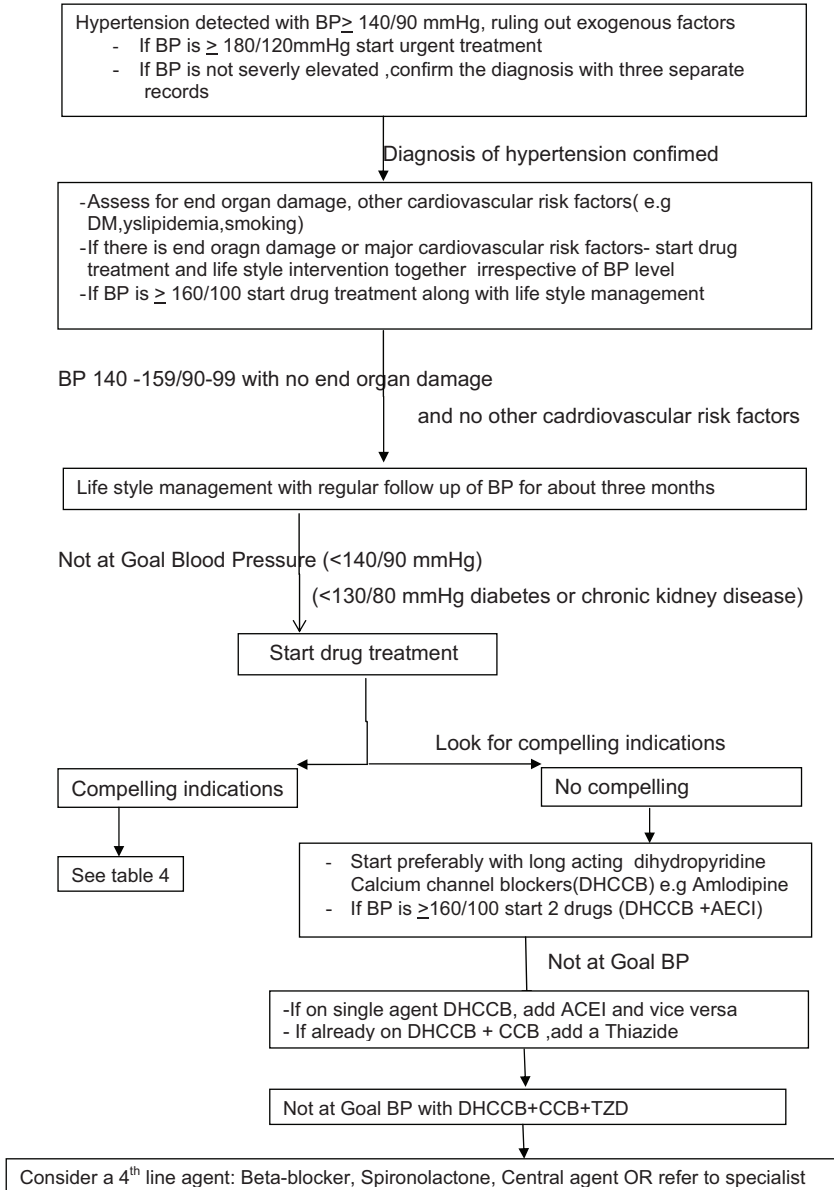 Hypertension detected with BP≥ 140/90 mmHg, ruling out exogenous factors
- If BP is ≥ 180/120mmHg start urgent treatment
- If BP is not severly elevated ,confirm the diagnosis with three separate
records
Diagnosis of hypertension confimed
-Assess for end organ damage, other cardiovascular risk factors( e.g
DM,yslipidemia,smoking)
-If there is end oragn damage or major cardiovascular risk factors- start drug
treatment and life style intervention together irrespective of BP level
-If BP is ≥ 160/100 start drug treatment along with life style management
BP 140 -159/90-99 with no end organ damage
and no other cadrdiovascular risk factors
Life style management with regular follow up of BP for about three months
Not at Goal Blood Pressure (<140/90 mmHg)
(<130/80 mmHg diabetes or chronic kidney disease)
Start drug treatment
Look for compelling indications
Compelling indications
No compelling
See table 4
- Start preferably with long acting dihydropyridine
Calcium channel blockers(DHCCB) e.g Amlodipine
- If BP is ≥160/100 start 2 drugs (DHCCB +AECI)
Not at Goal BP
-If on single agent DHCCB, add ACEI and vice versa
- If already on DHCCB + CCB ,add a Thiazide
Not at Goal BP with DHCCB+CCB+TZD
Consider a 4th line agent: Beta-blocker, Spironolactone, Central agent OR refer to specialist